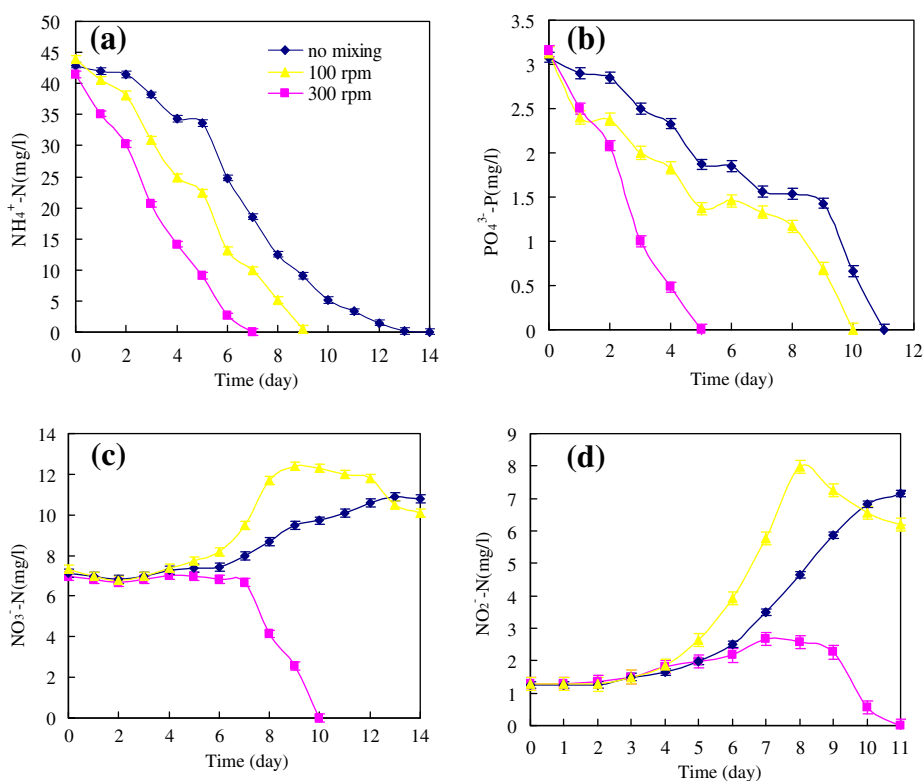 (a)
no mixing
100 rpm
300 rpm
NH₄⁺-N(mg/l)
50
45
40
35
30
25
20
15
10
5
0
0 2 4 6 8 10 12 14
Time (day)
(b)
PO₄³⁻-P(mg/l)
3.5
3
2.5
2
1.5
1
0.5
0
0 2 4 6 8 10 12
Time (day)
(c)
NO₃⁻-N(mg/l)
14
12
10
8
6
4
2
0
0 2 4 6 8 10 12 14
Time (day)
(d)
NO₂⁻-N(mg/l)
9
8
7
6
5
4
3
2
1
0
0 1 2 3 4 5 6 7 8 9 10 11
Time (day)